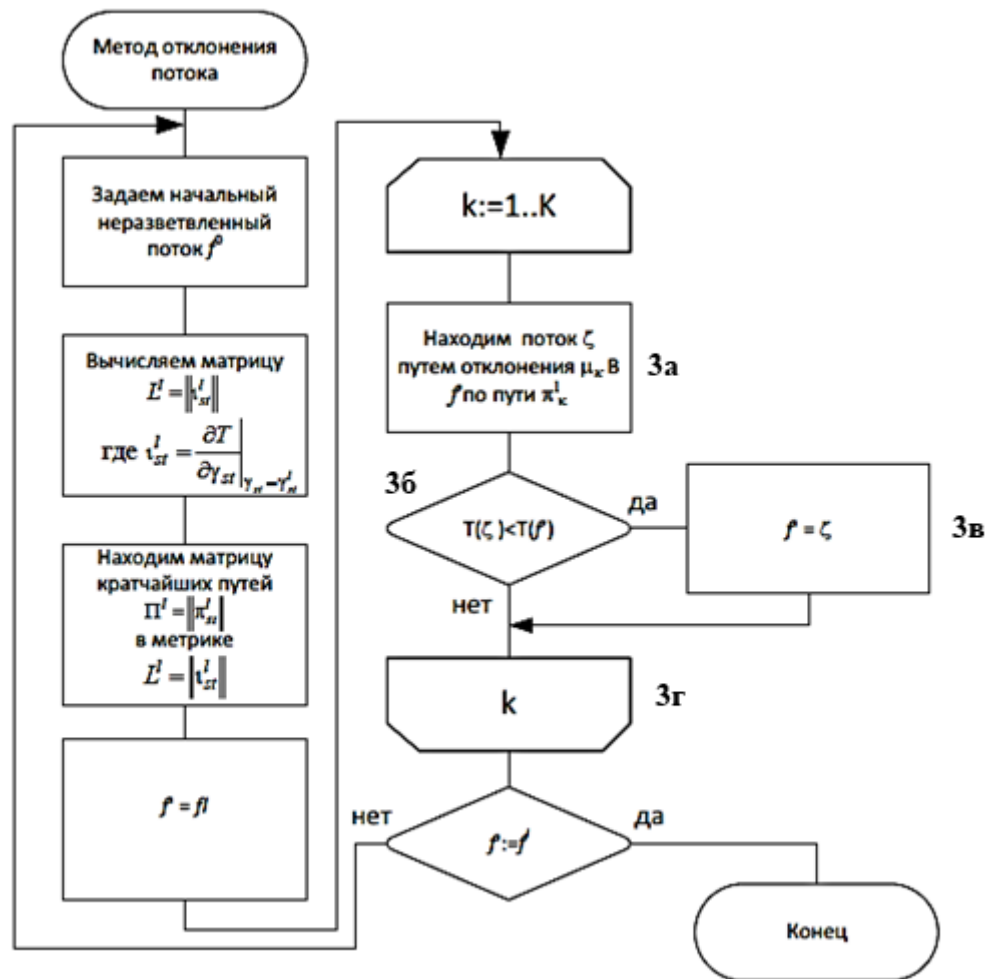 Метод отклонения
потока
Задаем начальный
неразветвленный
поток f⁰
Вычисляем матрицу
Lˡ = ‖ιˡₛₜ‖
где ιˡₛₜ = ∂T/∂γₛₜ |γₛₜ=γˡₛₜ
Находим матрицу
кратчайших путей
Πˡ = ‖πˡₛₜ|
в метрике
Lˡ = |ιˡₛₜ‖
f' = fl
k:=1..K
Находим поток ζ
путем отклонения μₖ В
f' по пути πˡₖ
3а
3б
T(ζ)<T(f')
да
нет
f' = ζ
3в
k
3г
нет
f':=fˡ
да
Конец